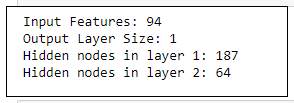 Input Features: 94
Output Layer Size: 1
Hidden nodes in layer 1: 187
Hidden nodes in layer 2: 64